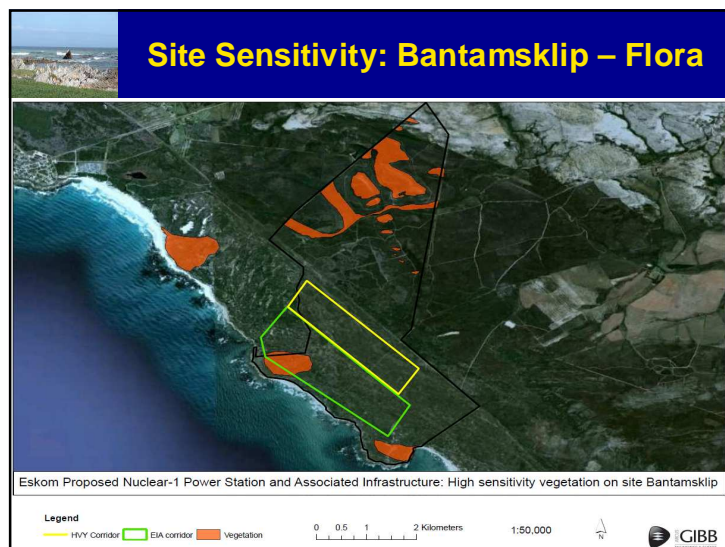 Site Sensitivity: Bantamsklip – Flora
Eskom Proposed Nuclear-1 Power Station and Associated Infrastructure: High sensitivity vegetation on site Bantamsklip
Legend
HVY Corridor EIA corridor Vegetation
0 0.5 1 2 Kilometers
1:50,000
N
GIBB